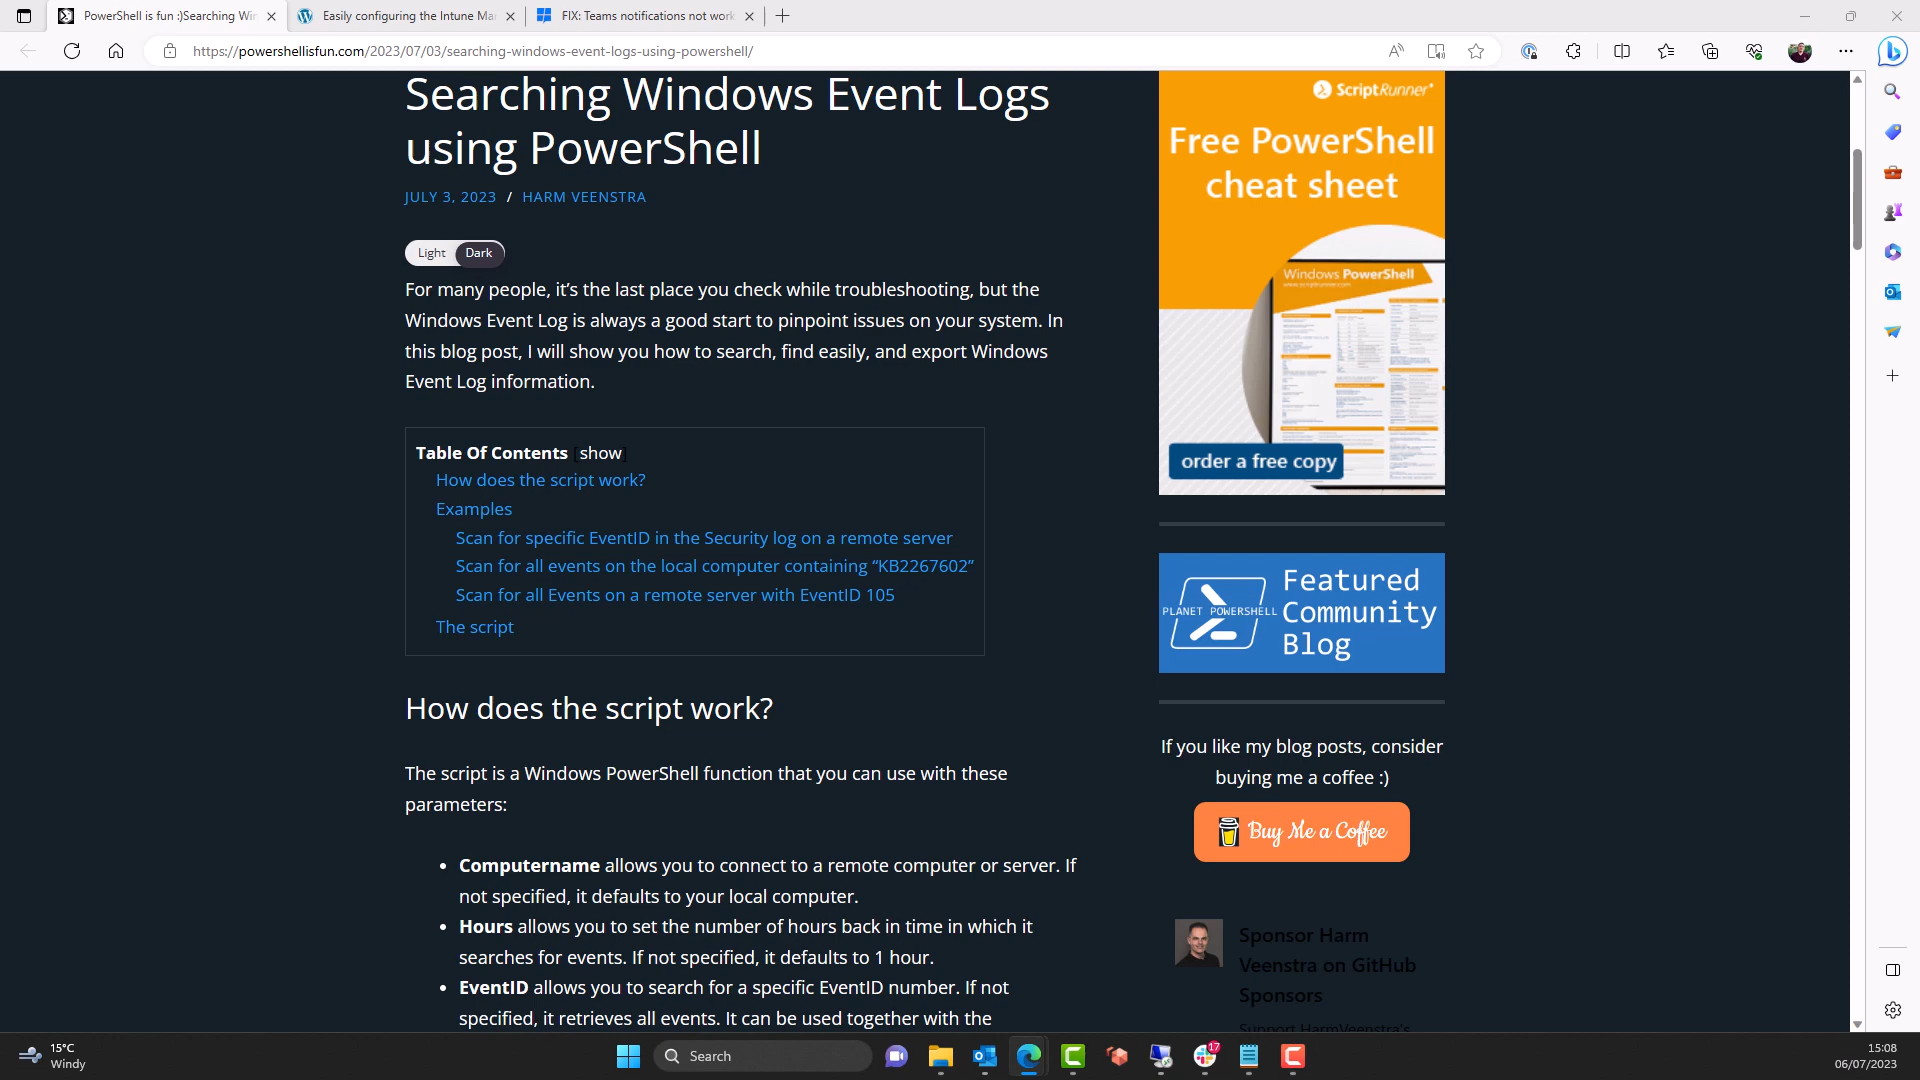 PowerShell is fun :)Searching Win
Easily configuring the Intune Ma
FIX: Teams notifications not work
https://powershellisfun.com/2023/07/03/searching-windows-event-logs-using-powershell/
Searching Windows Event Logs
using PowerShell
JULY 3, 2023 / HARM VEENSTRA
Light Dark
For many people, it’s the last place you check while troubleshooting, but the
Windows Event Log is always a good start to pinpoint issues on your system. In
this blog post, I will show you how to search, find easily, and export Windows
Event Log information.
Table Of Contents [show]
How does the script work?
Examples
Scan for specific EventID in the Security log on a remote server
Scan for all events on the local computer containing “KB2267602”
Scan for all Events on a remote server with EventID 105
The script
How does the script work?
The script is a Windows PowerShell function that you can use with these
parameters:
• Computername allows you to connect to a remote computer or server. If
not specified, it defaults to your local computer.
• Hours allows you to set the number of hours back in time in which it
searches for events. If not specified, it defaults to 1 hour.
• EventID allows you to search for a specific EventID number. If not
specified, it retrieves all events. It can be used together with the
ScriptRunner
Free PowerShell
cheat sheet
Windows PowerShell
www.scriptrunner.com
order a free copy
PLANET POWERSHELL
Featured
Community
Blog
If you like my blog posts, consider
buying me a coffee :)
Buy Me a Coffee
Sponsor Harm
Veenstra on GitHub
Sponsors
Support HarmVeenstra's
15°C
Windy
Search
17
15:08
06/07/2023